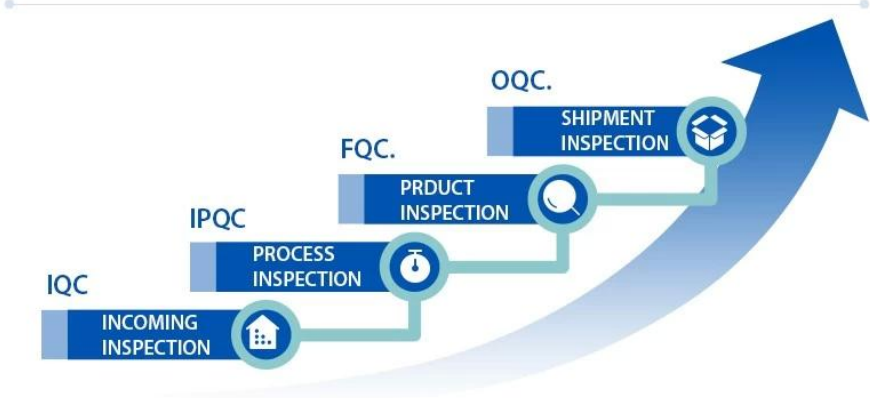 OQC.
SHIPMENT
INSPECTION
FQC.
PRDUCT
INSPECTION
IPQC
PROCESS
INSPECTION
IQC
INCOMING
INSPECTION